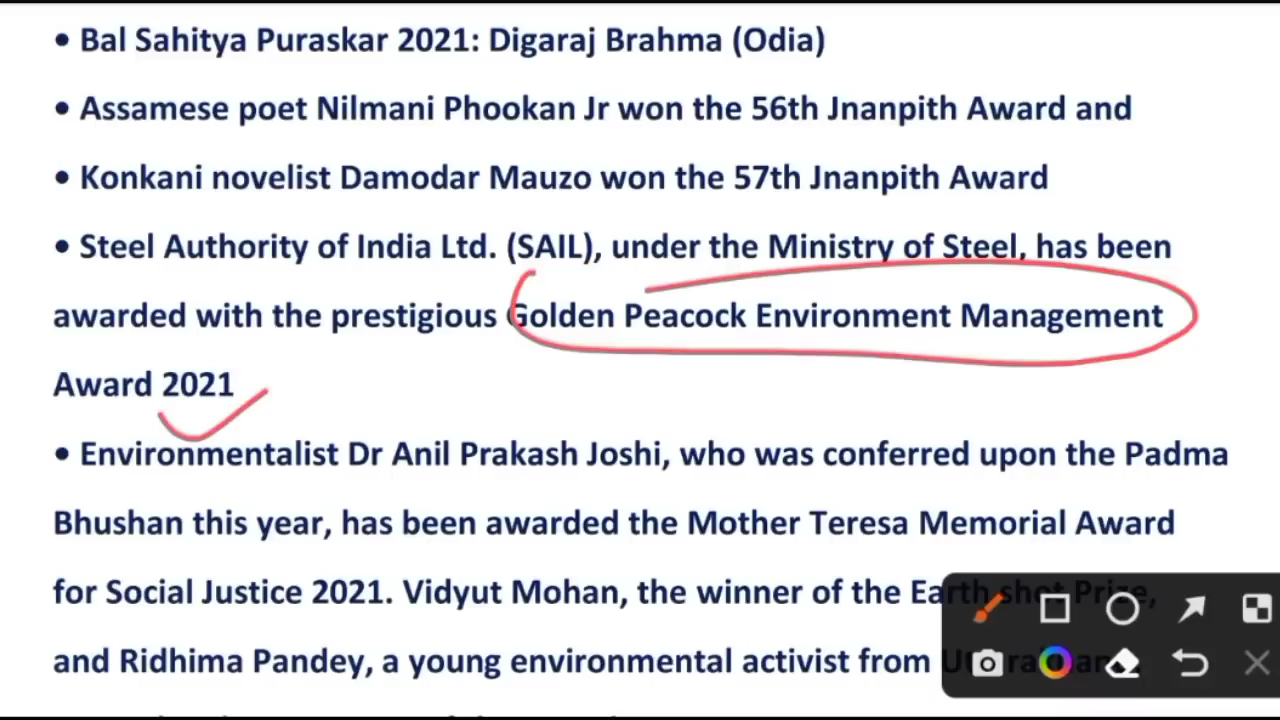 • Bal Sahitya Puraskar 2021: Digaraj Brahma (Odia)
• Assamese poet Nilmani Phookan Jr won the 56th Jnanpith Award and
• Konkani novelist Damodar Mauzo won the 57th Jnanpith Award
• Steel Authority of India Ltd. (SAIL), under the Ministry of Steel, has been
awarded with the prestigious Golden Peacock Environment Management
Award 2021
• Environmentalist Dr Anil Prakash Joshi, who was conferred upon the Padma
Bhushan this year, has been awarded the Mother Teresa Memorial Award
for Social Justice 2021. Vidyut Mohan, the winner of the Earth shot Prize,
and Ridhima Pandey, a young environmental activist from